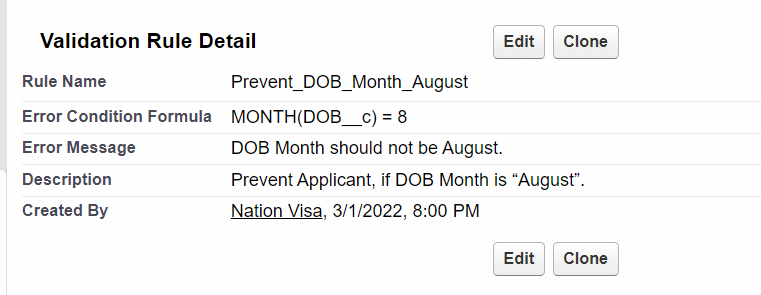 Validation Rule Detail Edit Clone
Rule Name Prevent_DOB_Month_August
Error Condition Formula MONTH(DOB__c) = 8
Error Message DOB Month should not be August.
Description Prevent Applicant, if DOB Month is “August”.
Created By Nation Visa, 3/1/2022, 8:00 PM
Edit Clone